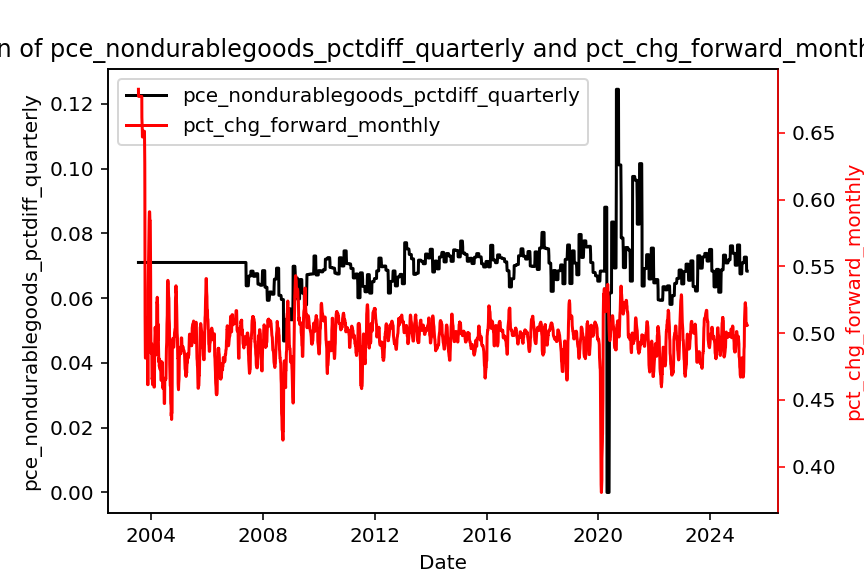 n of pce_nondurablegoods_pctdiff_quarterly and pct_chg_forward_month
pce_nondurablegoods_pctdiff_quarterly
pct_chg_forward_monthly
0.12
0.10
0.08
0.06
0.04
0.02
0.00
pce_nondurablegoods_pctdiff_quarterly
0.65
0.60
0.55
0.50
0.45
0.40
pct_chg_forward_monthly
2004 2008 2012 2016 2020 2024
Date